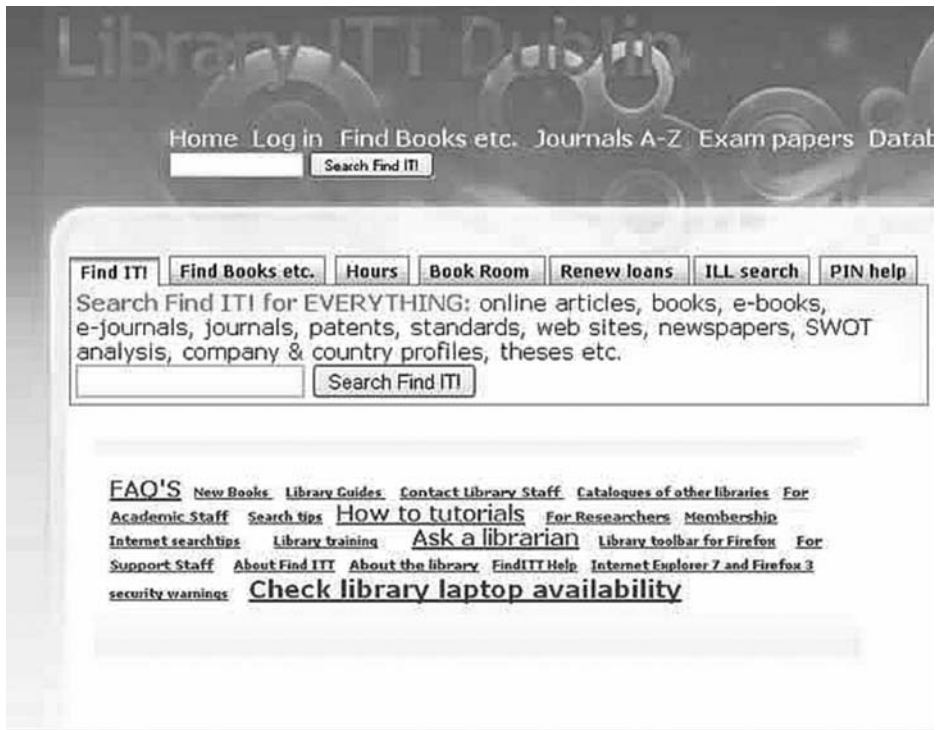 Library ITT Dublin
Home Log in Find Books etc. Journals A-Z Exam papers Datab
Search Find IT!
Find IT! Find Books etc. Hours Book Room Renew loans ILL search PIN help
Search Find IT! for EVERYTHING: online articles, books, e-books,
e-journals, journals, patents, standards, web sites, newspapers, SWOT
analysis, company & country profiles, theses etc.
Search Find IT!
FAQ'S New Books Library Guides Contact Library Staff Catalogues of other libraries For
Academic Staff Search tips How to tutorials For Researchers Membership
Internet searchtips Library training Ask a librarian Library toolbar for Firefox For
Support Staff About Find ITT About the library FindITT Help Internet Explorer 7 and Firefox 3
security warnings Check library laptop availability